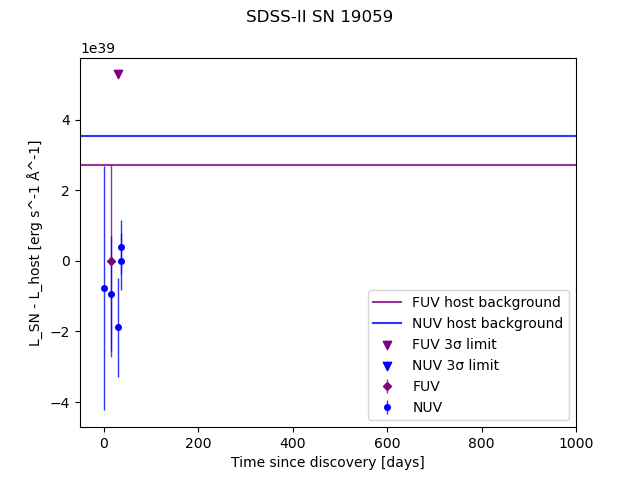 SDSS-II SN 19059
1e39
4
2
0
−2
−4
L_SN - L_host [erg s^-1 Å^-1]
FUV host background
NUV host background
FUV 3σ limit
NUV 3σ limit
FUV
NUV
0 200 400 600 800 1000
Time since discovery [days]